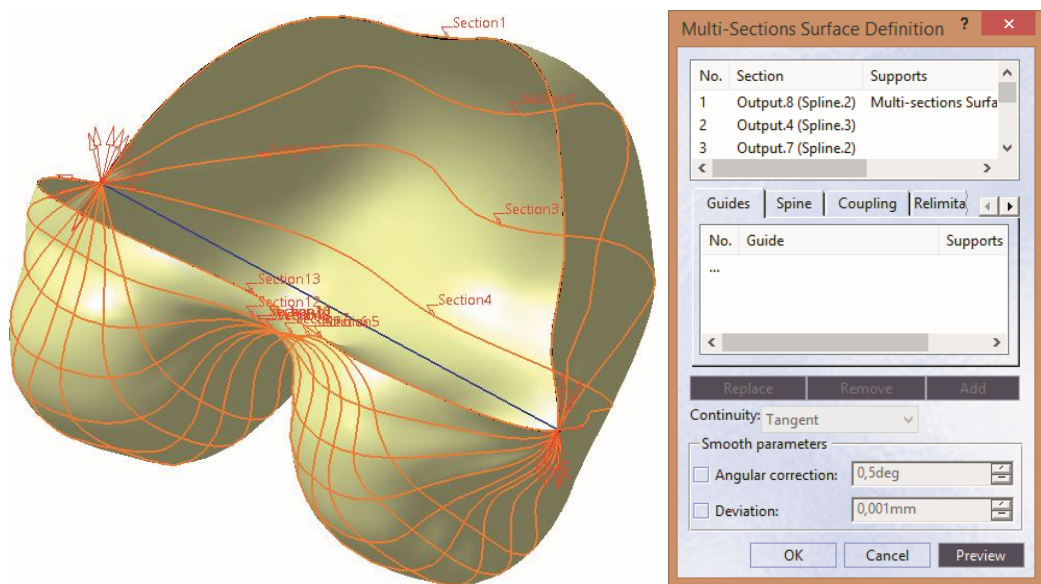 Section1
Section3
Section4
Section13
Section12
Multi-Sections Surface Definition ? ×
No. Section Supports
1 Output.8 (Spline.2) Multi-sections Surfa
2 Output.4 (Spline.3)
3 Output.7 (Spline.2)
Guides Spine Coupling Relimita
No. Guide Supports
...
Replace Remove Add
Continuity: Tangent
Smooth parameters
Angular correction: 0,5deg
Deviation: 0,001mm
OK Cancel Preview